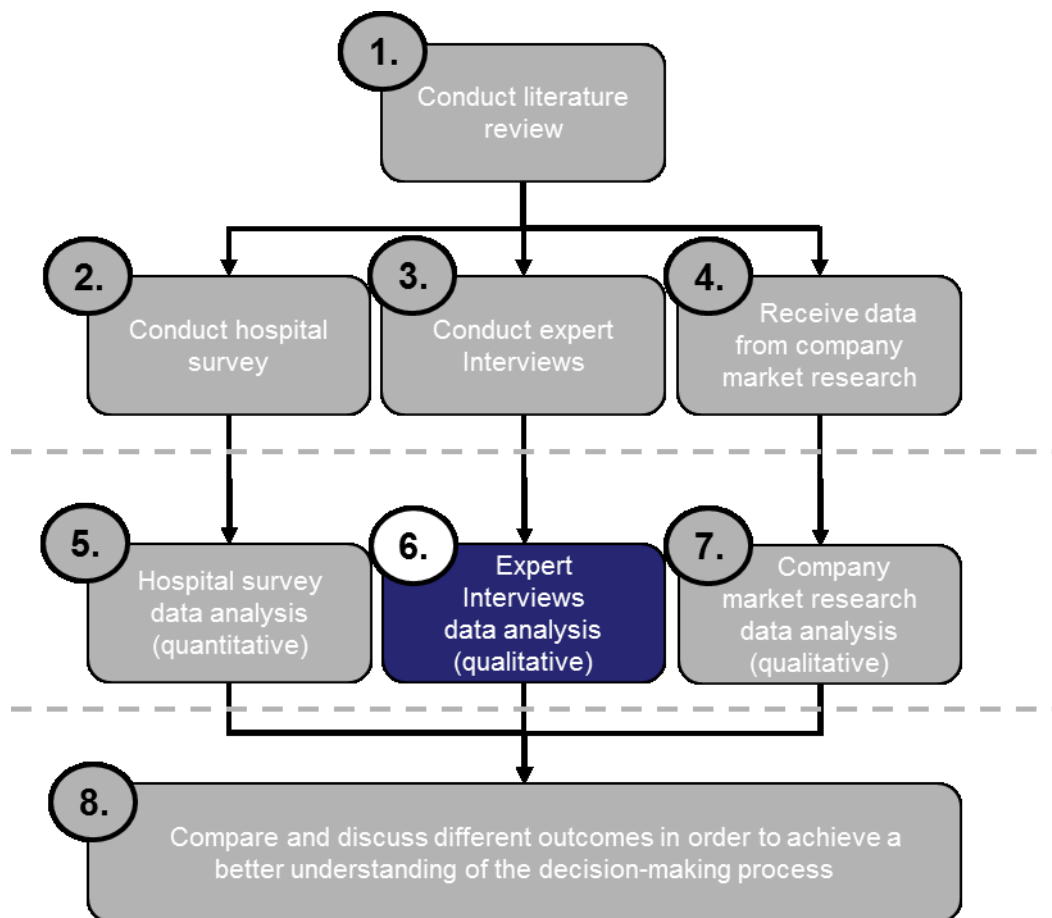 1.
Conduct literature
review
2.
Conduct hospital
survey
3.
Conduct expert
Interviews
4.
Receive data
from company
market research
5.
Hospital survey
data analysis
(quantitative)
6.
Expert
Interviews
data analysis
(qualitative)
7.
Company
market research
data analysis
(qualitative)
8.
Compare and discuss different outcomes in order to achieve a
better understanding of the decision-making process